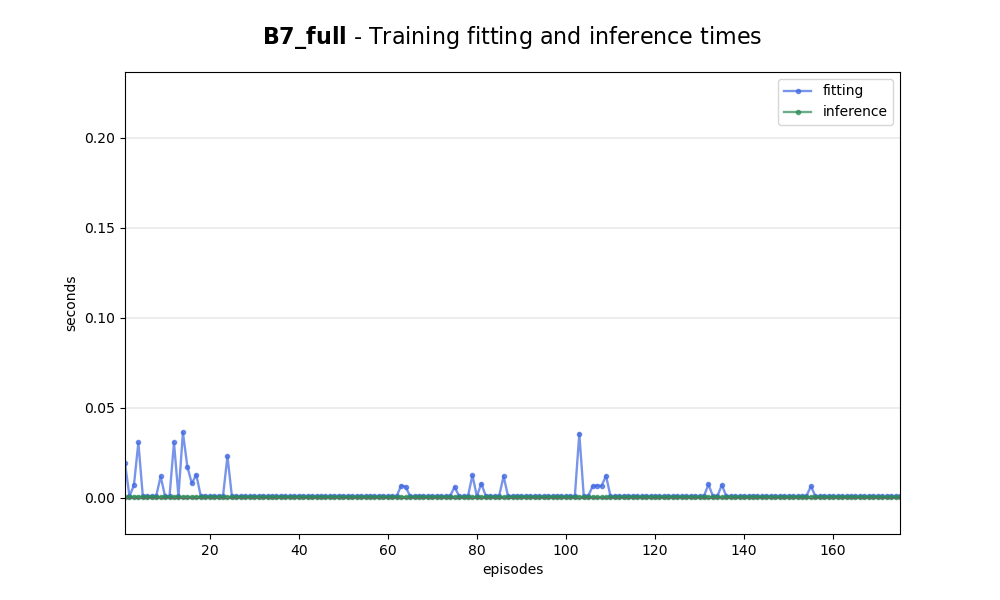 B7_full - Training fitting and inference times
fitting
inference
0.20
0.15
0.10
0.05
0.00
seconds
20
40
60
80
100
120
140
160
episodes